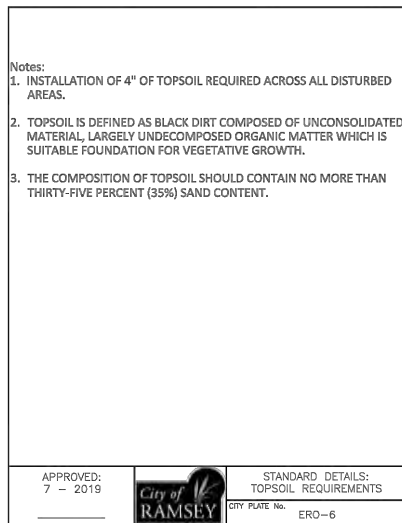 Notes:
1. INSTALLATION OF 4" OF TOPSOIL REQUIRED ACROSS ALL DISTURBED
AREAS.
2. TOPSOIL IS DEFINED AS BLACK DIRT COMPOSED OF UNCONSOLIDATED
MATERIAL, LARGELY UNDECOMPOSED ORGANIC MATTER WHICH IS
SUITABLE FOUNDATION FOR VEGETATIVE GROWTH.
3. THE COMPOSITION OF TOPSOIL SHOULD CONTAIN NO MORE THAN
THIRTY-FIVE PERCENT (35%) SAND CONTENT.
APPROVED:
7 – 2019
City of
RAMSEY
STANDARD DETAILS:
TOPSOIL REQUIREMENTS
CITY PLATE No.
ERO–6